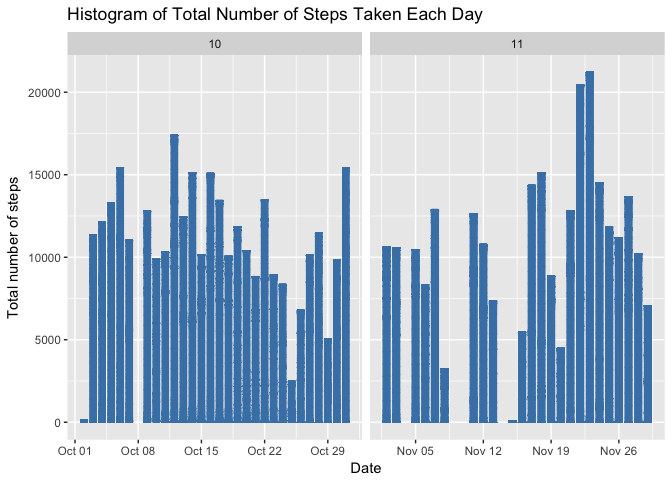 Histogram of Total Number of Steps Taken Each Day
10
11
Total number of steps
20000
15000
10000
5000
0
Oct 01
Oct 08
Oct 15
Oct 22
Oct 29
Nov 05
Nov 12
Nov 19
Nov 26
Date